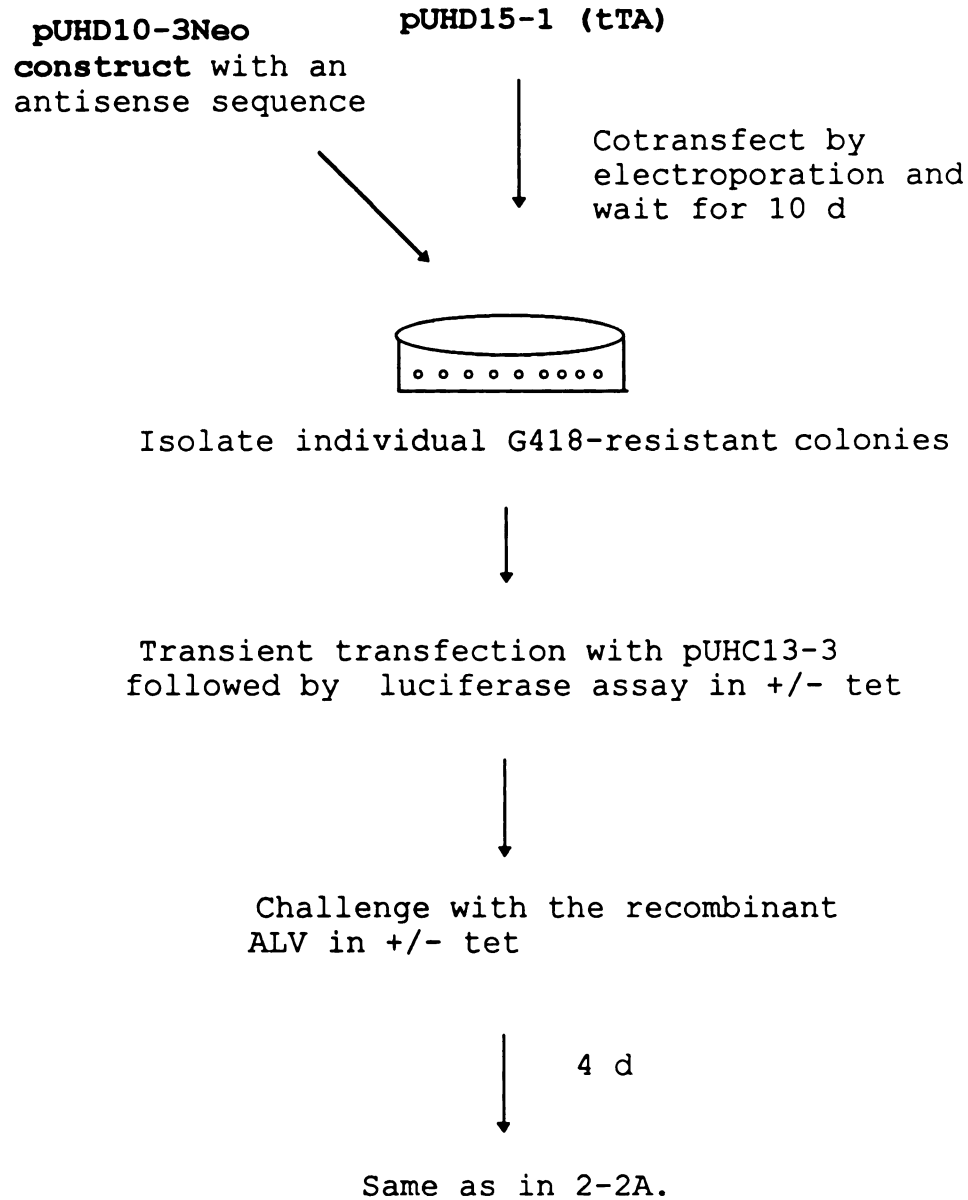 pUHD10-3Neo
construct with an
antisense sequence
pUHD15-1 (tTA)
Cotransfect by
electroporation and
wait for 10 d
Isolate individual G418-resistant colonies
Transient transfection with pUHC13-3
followed by luciferase assay in +/- tet
Challenge with the recombinant
ALV in +/- tet
4 d
Same as in 2-2A.